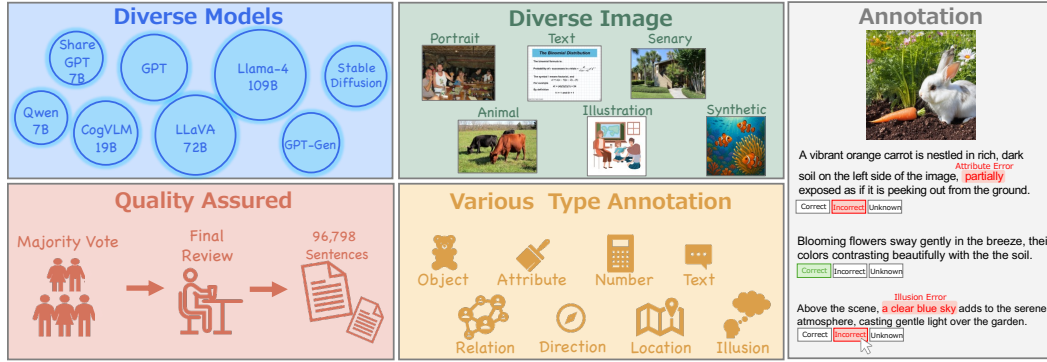 Diverse Models
Share
GPT
7B
GPT
Llama-4
109B
Stable
Diffusion
Qwen
7B
CogVLM
19B
LLaVA
72B
GPT-Gen
Diverse Image
Portrait
Text
Senary
The Binomial Distribution
Animal
Illustration
Synthetic
Quality Assured
Majority Vote
Final
Review
96,798
Sentences
Various Type Annotation
Object
Attribute
Number
Text
Relation
Direction
Location
Illusion
Annotation
A vibrant orange carrot is nestled in rich, dark
Attribute Error
soil on the left side of the image, partially
exposed as if it is peeking out from the ground.
Correct
Incorrect
Unknown
Blooming flowers sway gently in the breeze, thei
colors contrasting beautifully with the the soil.
Correct
Incorrect
Unknown
Illusion Error
Above the scene, a clear blue sky adds to the serene
atmosphere, casting gentle light over the garden.
Correct
Incorrect
Unknown